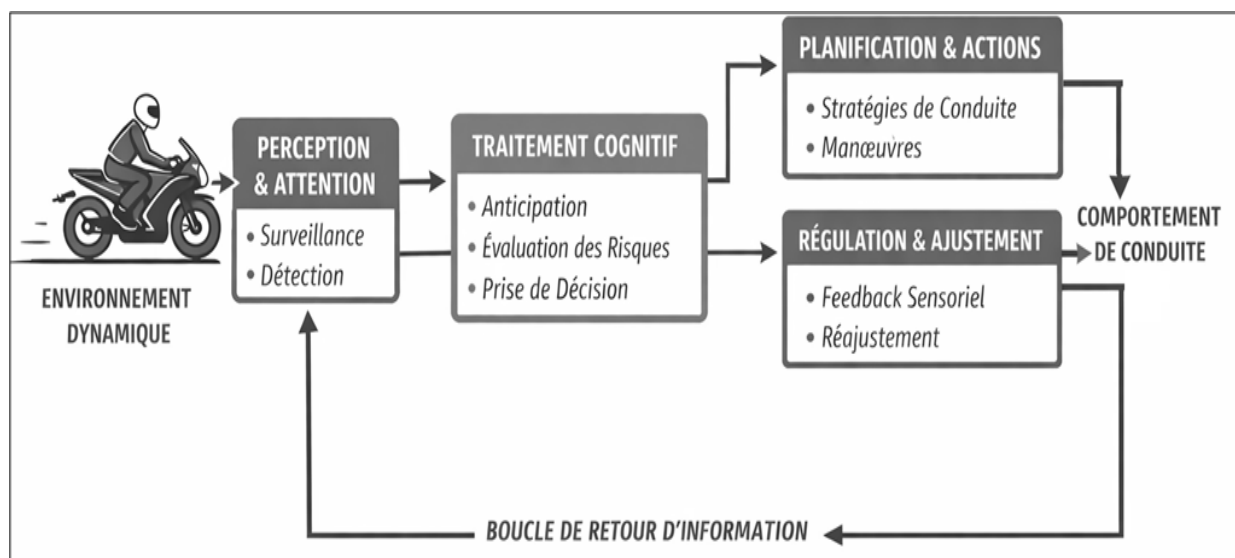 ENVIRONNEMENT
DYNAMIQUE
PERCEPTION
& ATTENTION
• Surveillance
• Détection
TRAITEMENT COGNITIF
• Anticipation
• Évaluation des Risques
• Prise de Décision
PLANIFICATION & ACTIONS
• Stratégies de Conduite
• Manœuvres
RÉGULATION & AJUSTEMENT
• Feedback Sensoriel
• Réajustement
COMPORTEMENT
DE CONDUITE
BOUCLE DE RETOUR D'INFORMATION